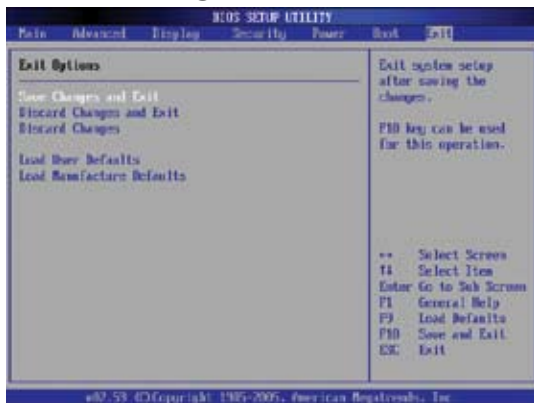 BIOS SETUP UTILITY
Main Advanced Display Security Power Boot Exit
Exit Options
Save Changes and Exit
Discard Changes and Exit
Discard Changes
Load User Defaults
Load Manufacture Defaults
Exit system setup
after saving the
changes.
F10 key can be used
for this operation.
↔ Select Screen
↑↓ Select Item
Enter Go to Sub Screen
F1 General Help
F9 Load Defaults
F10 Save and Exit
ESC Exit
v02.59 (C)Copyright 1985-2005, American Megatrends, Inc